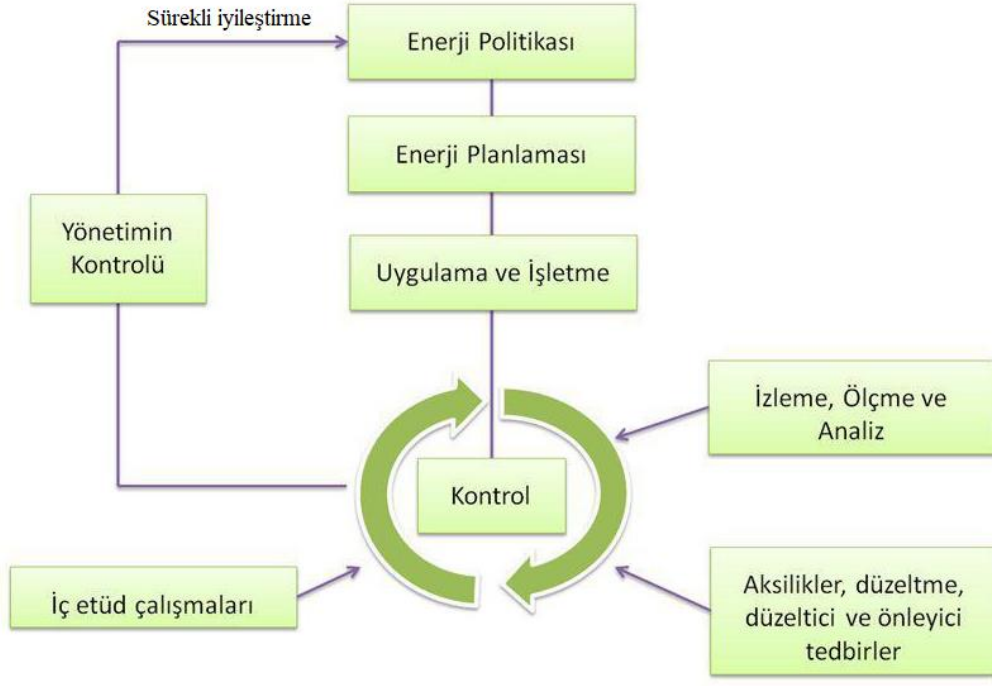 Sürekli iyileştirme
Enerji Politikası
Enerji Planlaması
Yönetimin
Kontrolü
Uygulama ve İşletme
İzleme, Ölçme ve
Analiz
Kontrol
İç etüd çalışmaları
Aksilikler, düzeltme,
düzeltici ve önleyici
tedbirler